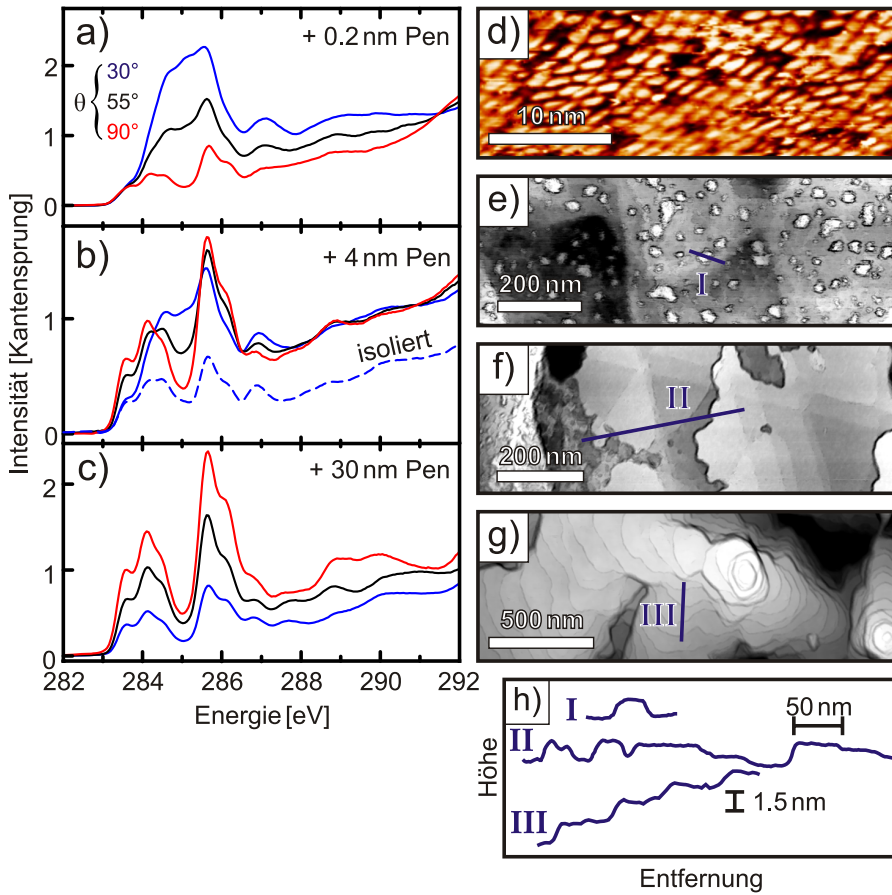 a)
+ 0.2 nm Pen
θ { 30°
55°
90°
2
1
0
b)
+ 4 nm Pen
isoliert
1
0
c)
+ 30 nm Pen
2
1
0
Intensität [Kantensprung]
282 284 286 288 290 292
Energie [eV]
d)
10 nm
e)
I
200 nm
f)
II
200 nm
g)
III
500 nm
h)
I
50 nm
II
III
1.5 nm
Höhe
Entfernung